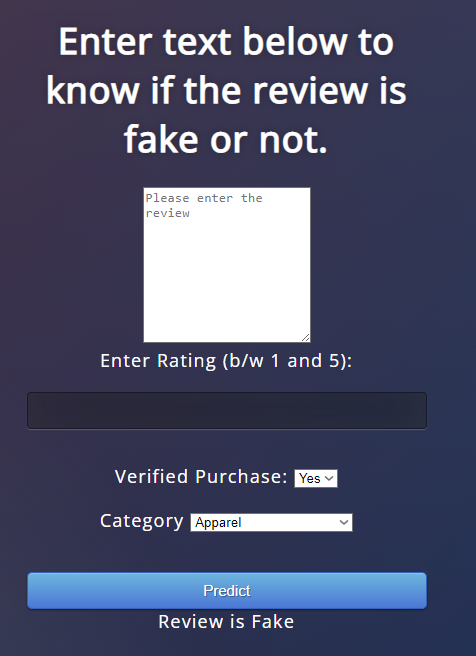 Enter text below to
know if the review is
fake or not.
Please enter the
review
Enter Rating (b/w 1 and 5):
Verified Purchase: Yes
Category Apparel
Predict
Review is Fake